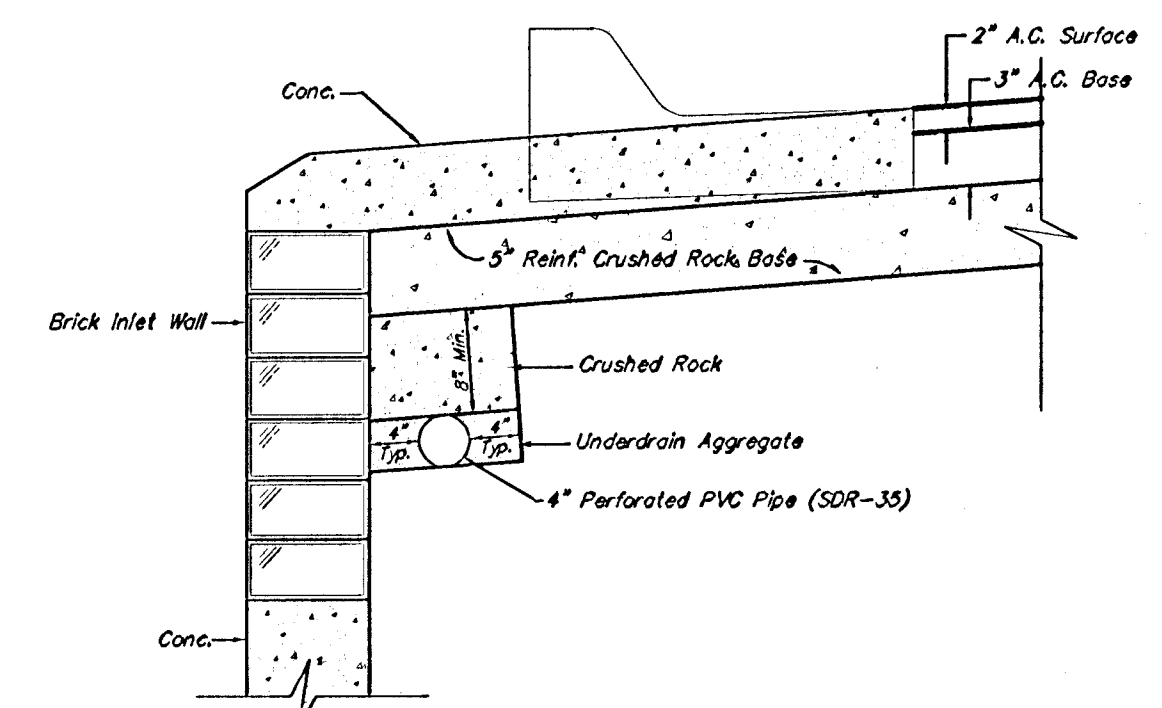 2" A.C. Surface
3" A.C. Base
Conc.
5" Reinf. Crushed Rock Base
Brick Inlet Wall
8" Min.
Crushed Rock
4" 4"
Typ. Typ.
Underdrain Aggregate
4" Perforated PVC Pipe (SDR-35)
Conc.